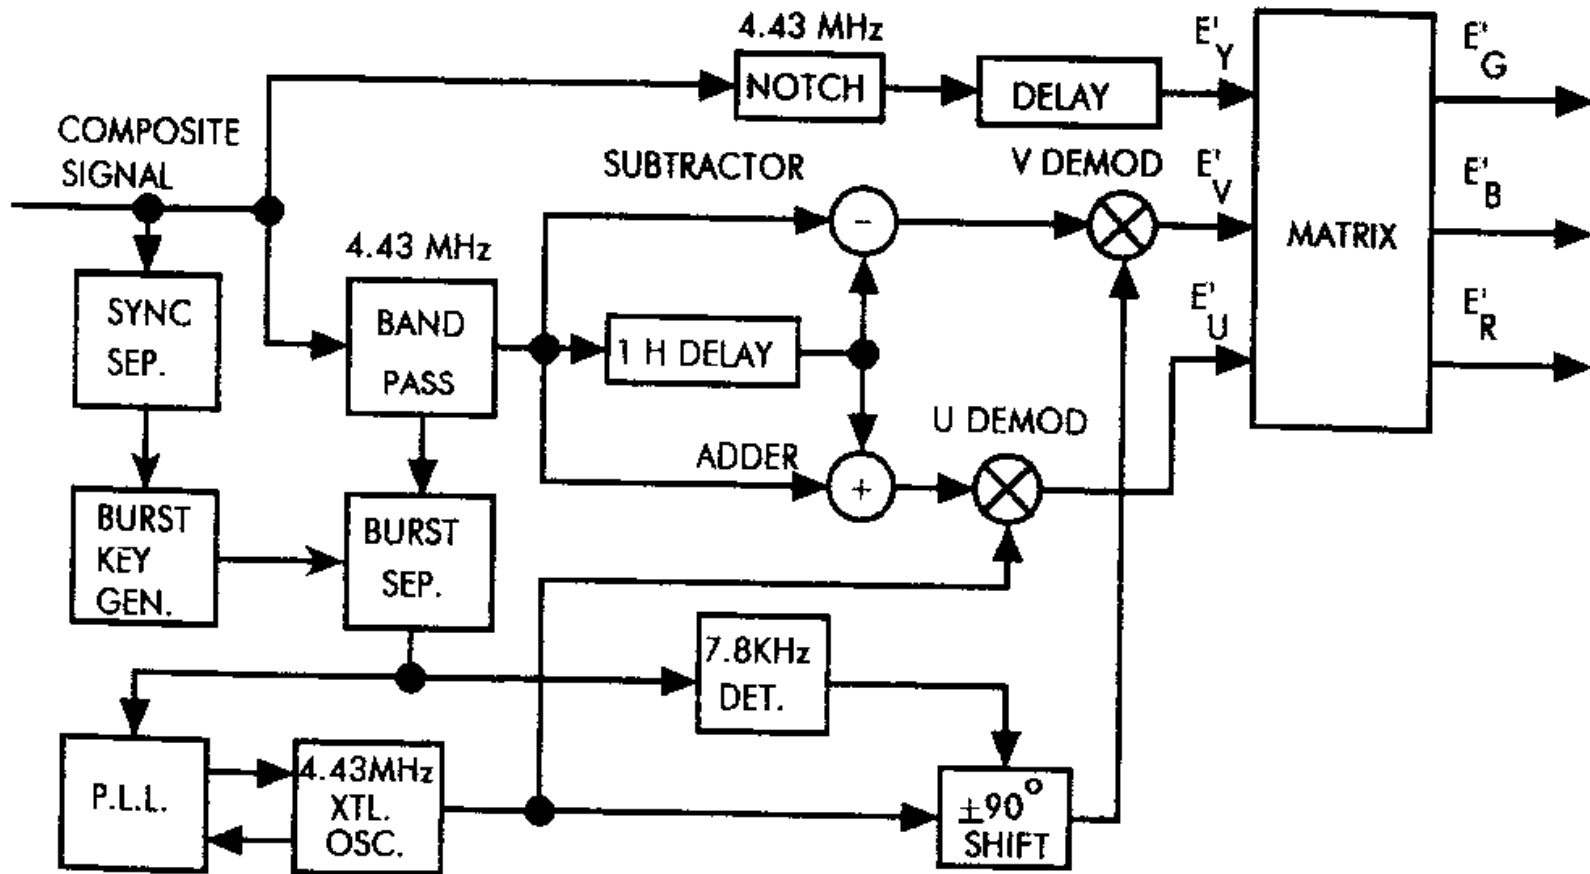 4.43 MHz
NOTCH
DELAY
E'Y
E'G
COMPOSITE
SIGNAL
SUBTRACTOR
V DEMOD
E'V
E'B
4.43 MHz
-
MATRIX
SYNC
SEP.
BAND
PASS
1 H DELAY
E'U
E'R
U DEMOD
ADDER
+
BURST
KEY
GEN.
BURST
SEP.
7.8KHz
DET.
P.L.L.
4.43MHz
XTL.
OSC.
±90°
SHIFT